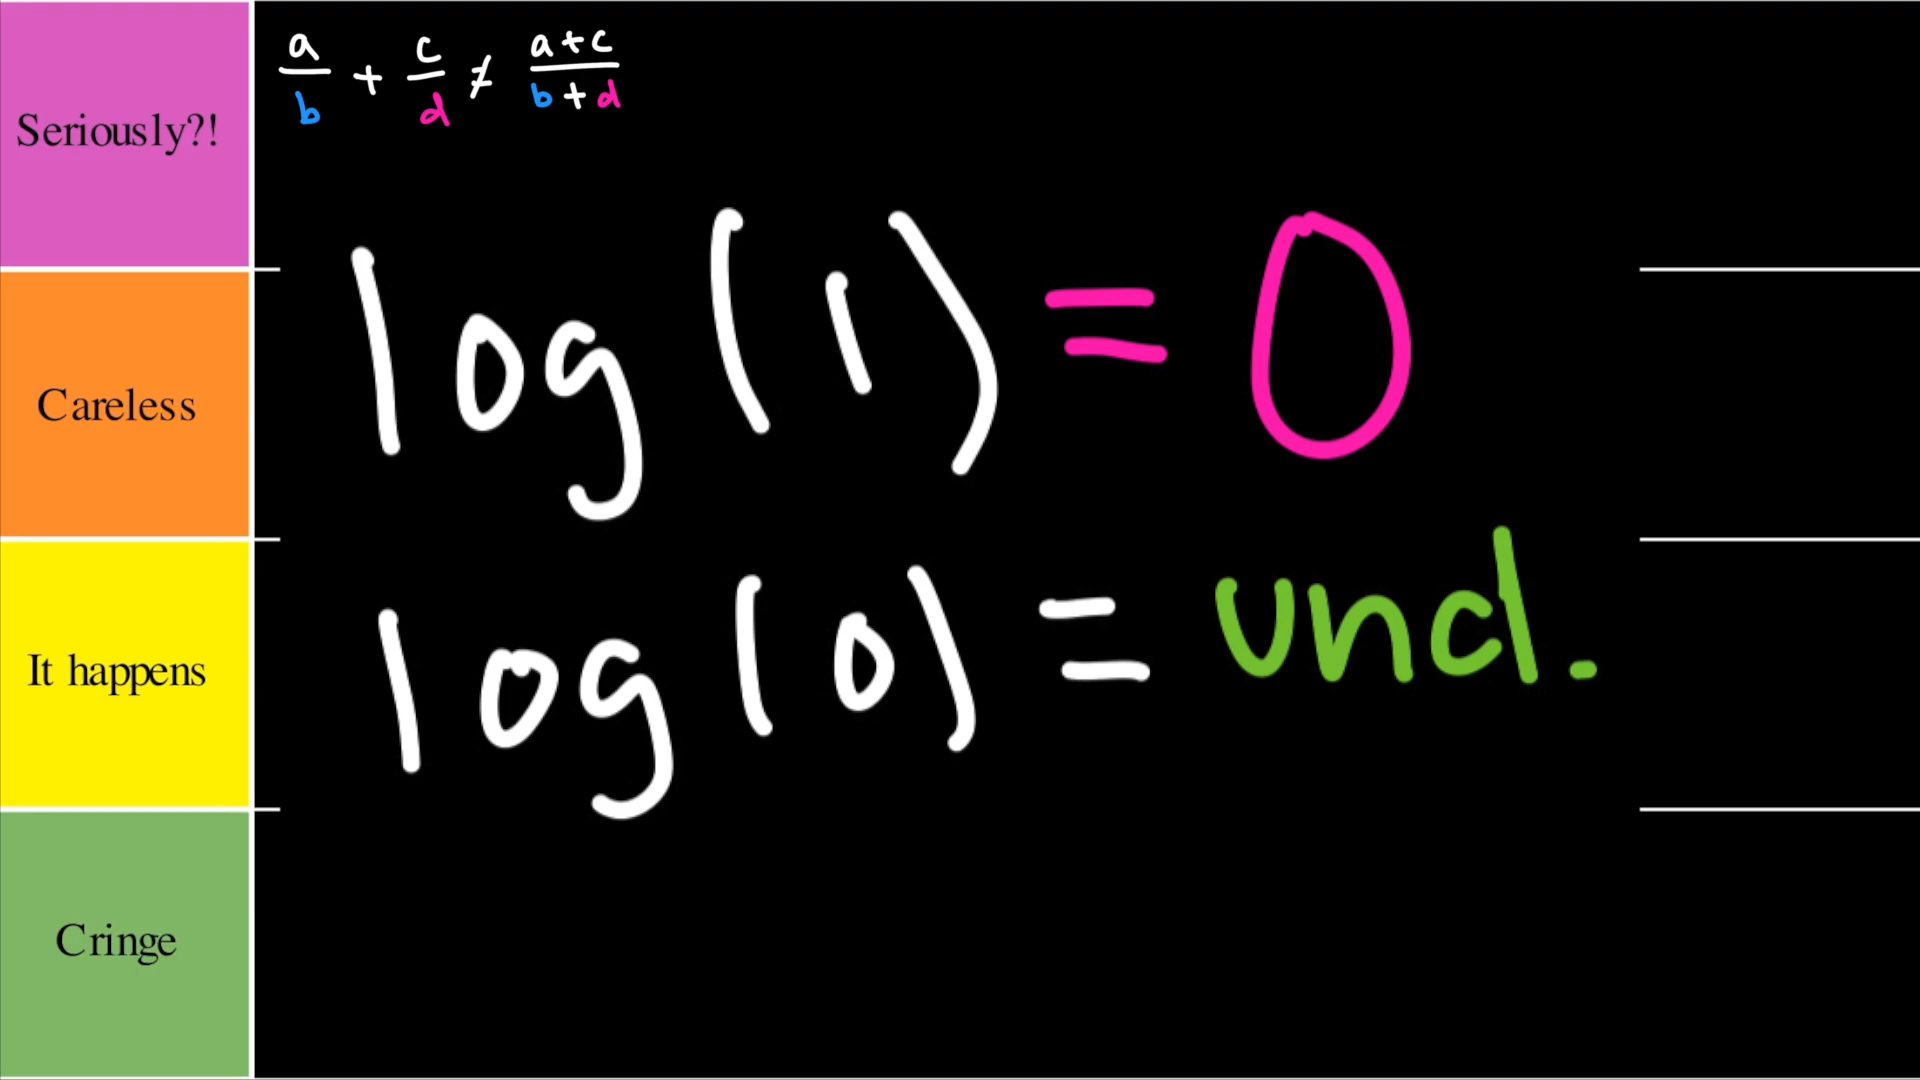 Seriously?!
a/b + c/d ≠ a+c/b+d
Careless
log(1) = 0
It happens
log(0) = und.
Cringe